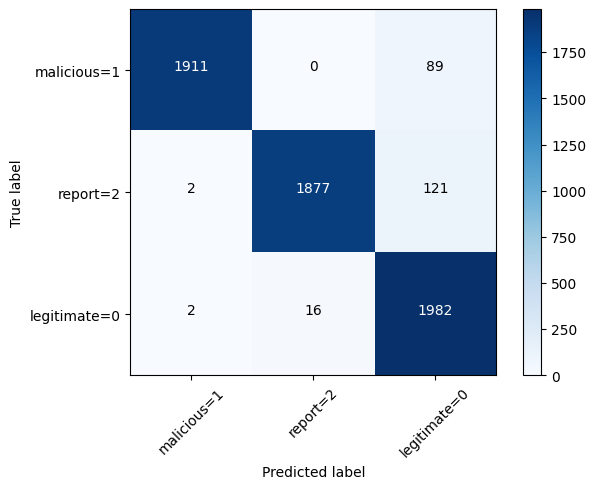 malicious=1 1911 0 89
report=2 2 1877 121
legitimate=0 2 16 1982
malicious=1 report=2 legitimate=0
True label
Predicted label
1750
1500
1250
1000
750
500
250
0